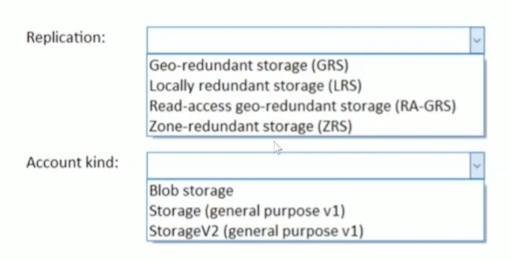 Replication:
Geo-redundant storage (GRS)
Locally redundant storage (LRS)
Read-access geo-redundant storage (RA-GRS)
Zone-redundant storage (ZRS)
Account kind:
Blob storage
Storage (general purpose v1)
StorageV2 (general purpose v1)